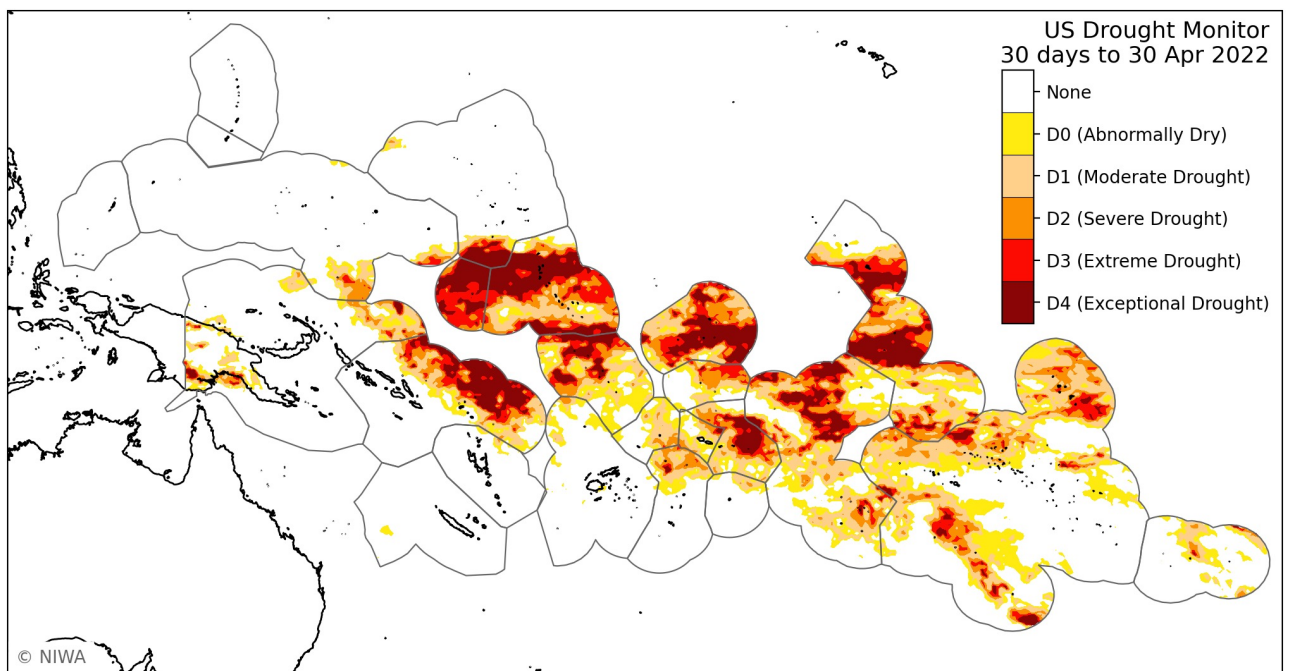 US Drought Monitor
30 days to 30 Apr 2022
None
D0 (Abnormally Dry)
D1 (Moderate Drought)
D2 (Severe Drought)
D3 (Extreme Drought)
D4 (Exceptional Drought)
© NIWA